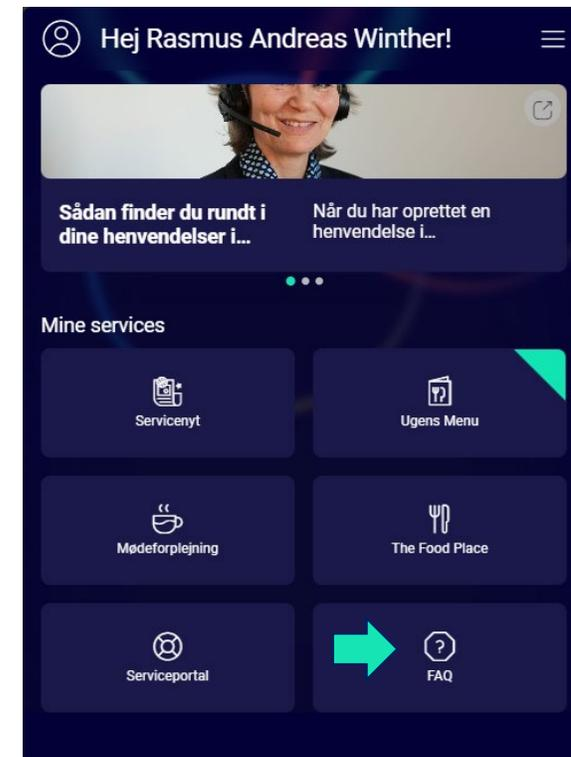 Hej Rasmus Andreas Winther!
Sådan finder du rundt i
dine henvendelser i...
Når du har oprettet en
henvendelse i...
Mine services
Servicenyt
Ugens Menu
Mødeforplejning
The Food Place
Serviceportal
?
FAQ